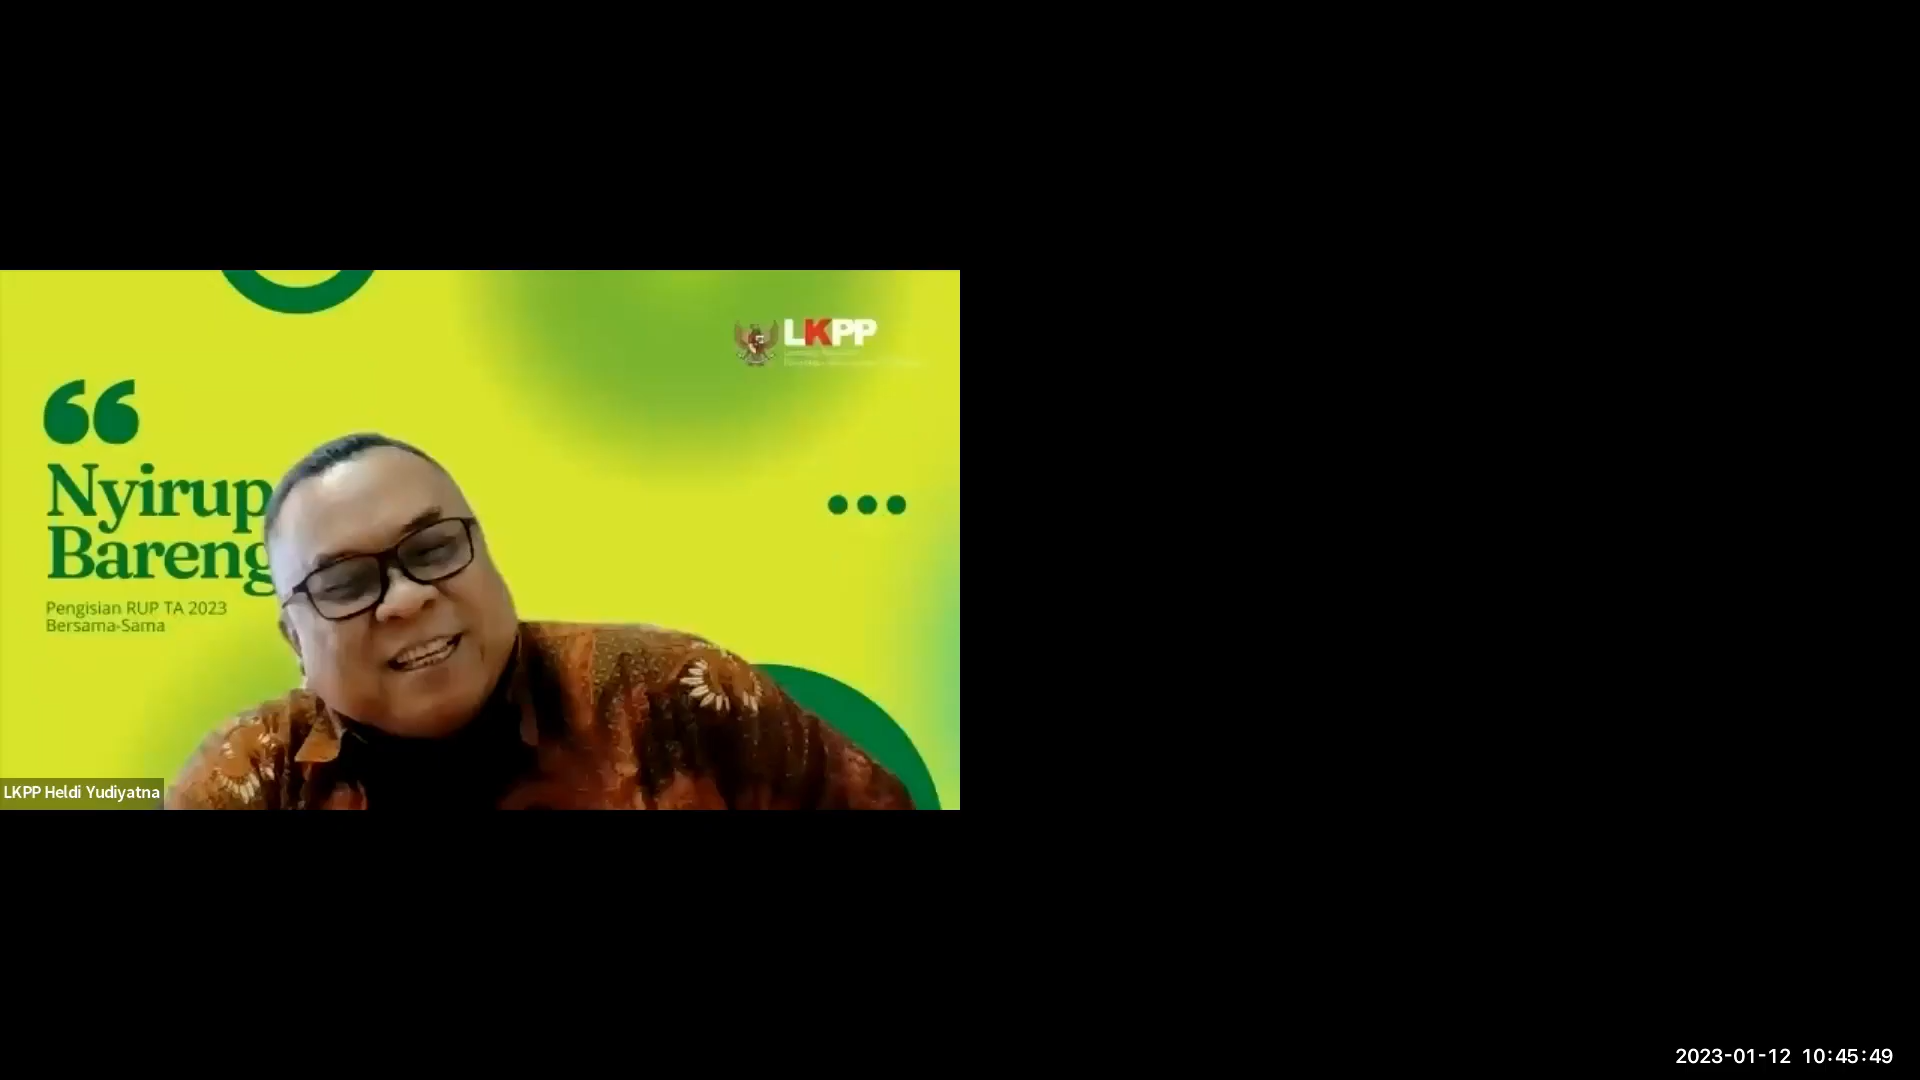 LKPP
“
Nyirup
Bareng
Pengisian RUP TA 2023
Bersama-Sama
LKPP Heldi Yudiyatna
2023-01-12 10:45:49